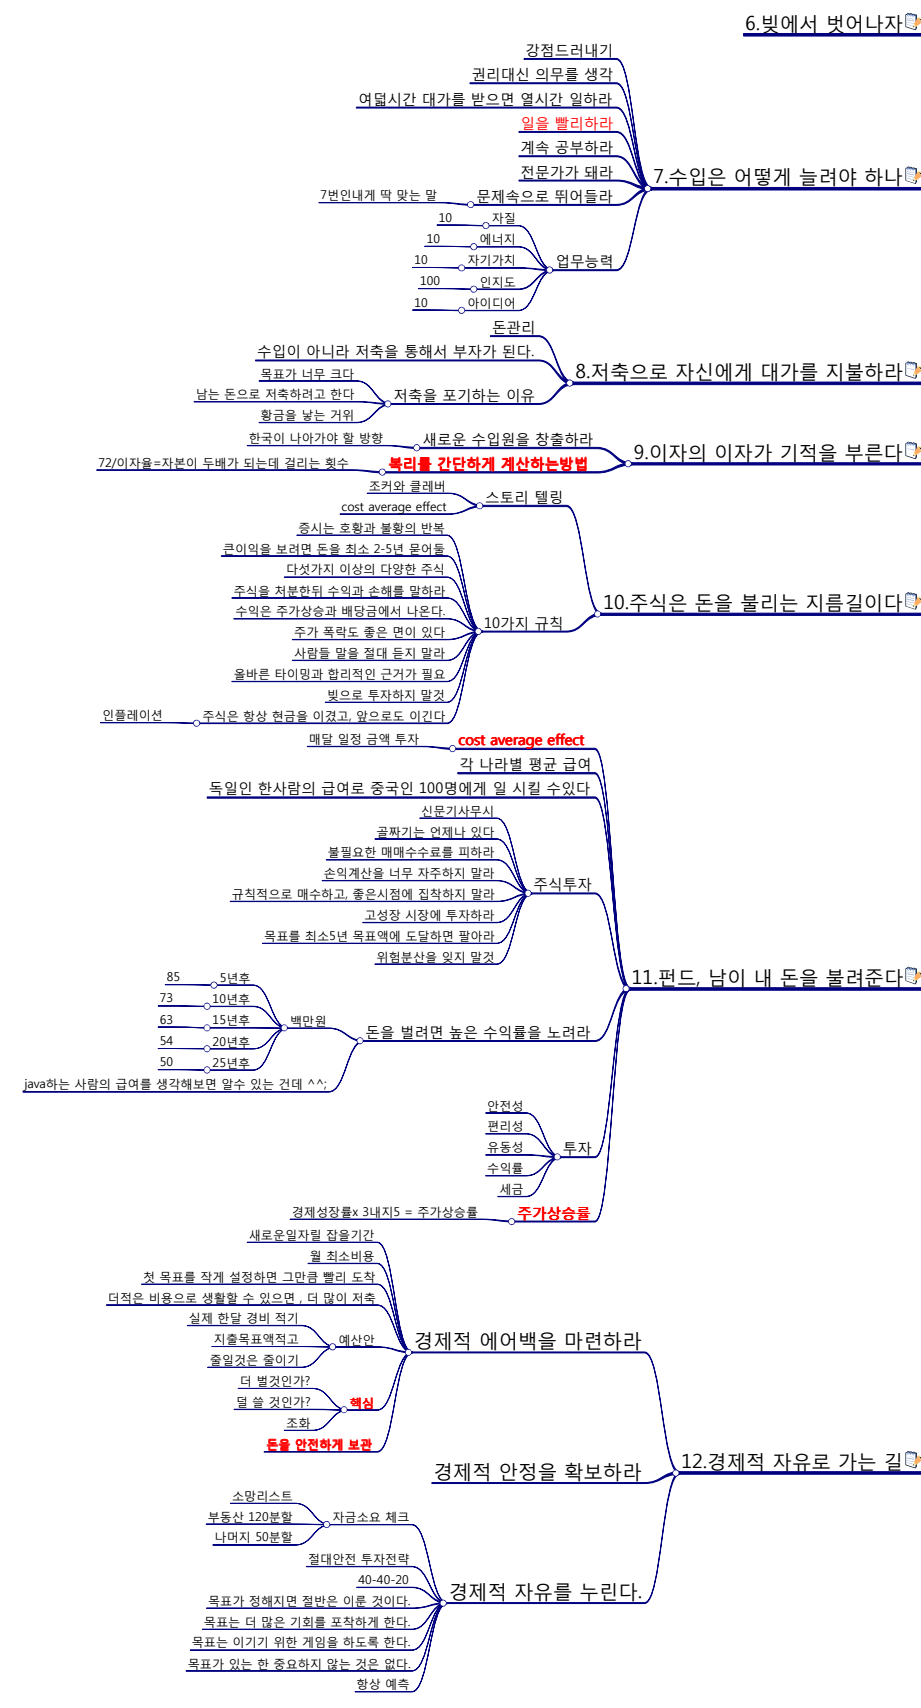 6.빚에서 벗어나자
강점드러내기
권리대신 의무를 생각
여덟시간 대가를 받으면 열시간 일하라
일을 빨리하라
계속 공부하라
전문가가 돼라
7.수입은 어떻게 늘려야 하나
7번인내게 딱 맞는 말
문제속으로 뛰어들라
10
자질
10
에너지
10
자기가치
업무능력
100
인지도
10
아이디어
돈관리
수입이 아니라 저축을 통해서 부자가 된다.
8.저축으로 자신에게 대가를 지불하라
목표가 너무 크다
남는 돈으로 저축하려고 한다
저축을 포기하는 이유
황금을 낳는 거위
한국이 나아가야 할 방향
새로운 수입원을 창출하라
9.이자의 이자가 기적을 부른다
72/이자율=자본이 두배가 되는데 걸리는 횟수
복리를 간단하게 계산하는방법
조커와 클레버
스토리 텔링
cost average effect
증시는 호황과 불황의 반복
큰이익을 보려면 돈을 최소 2-5년 묻어둘
다섯가지 이상의 다양한 주식
주식을 처분한뒤 수익과 손해를 말하라
10.주식은 돈을 불리는 지름길이다
수익은 주가상승과 배당금에서 나온다.
10가지 규칙
주가 폭락도 좋은 면이 있다
사람들 말을 절대 듣지 말라
올바른 타이밍과 합리적인 근거가 필요
빚으로 투자하지 말것
인플레이션
주식은 항상 현금을 이겼고, 앞으로도 이긴다
매달 일정 금액 투자
cost average effect
각 나라별 평균 급여
독일인 한사람의 급여로 중국인 100명에게 일 시킬 수있다
신문기사무시
골짜기는 언제나 있다
불필요한 매매수수료를 피하라
손익계산을 너무 자주하지 말라
주식투자
규칙적으로 매수하고, 좋은시점에 집착하지 말라
고성장 시장에 투자하라
목표를 최소5년 목표액에 도달하면 팔아라
위험분산을 잊지 말것
11.펀드, 남이 내 돈을 불려준다
85
5년후
73
10년후
63
15년후
백만원
54
20년후
50
25년후
돈을 벌려면 높은 수익률을 노려라
java하는 사람의 급여를 생각해보면 알수 있는 건데 ^^;
안전성
편리성
유동성
투자
수익률
세금
경제성장률x 3내지5 = 주가상승률
주가상승률
새로운일자릴 잡을기간
월 최소비용
첫 목표를 작게 설정하면 그만큼 빨리 도착
더적은 비용으로 생활할 수 있으면 , 더 많이 저축
실제 한달 경비 적기
지출목표액적고
예산안
경제적 에어백을 마련하라
줄일것은 줄이기
더 벌것인가?
덜 쓸 것인가?
핵심
조화
돈을 안전하게 보관
12.경제적 자유로 가는 길
경제적 안정을 확보하라
소망리스트
부동산 120분할
자금소요 체크
나머지 50분할
절대안전 투자전략
40-40-20
경제적 자유를 누린다.
목표가 정해지면 절반은 이룬 것이다.
목표는 더 많은 기회를 포착하게 한다.
목표는 이기기 위한 게임을 하도록 한다.
목표가 있는 한 중요하지 않는 것은 없다.
항상 예측